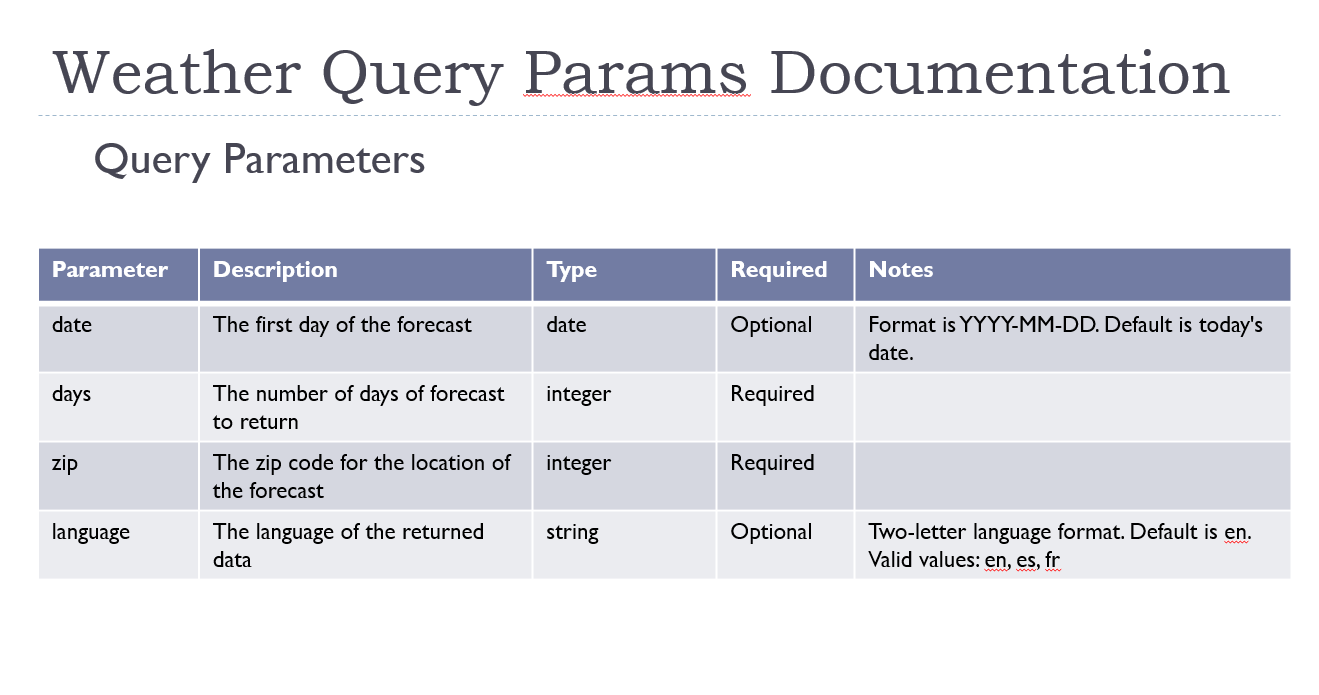 Weather Query Params Documentation
Query Parameters
Parameter Description Type Required Notes
date The first day of the forecast date Optional Format is YYYY-MM-DD. Default is today's
date.
days The number of days of forecast integer Required
to return
zip The zip code for the location of integer Required
the forecast
language The language of the returned string Optional Two-letter language format. Default is en.
data Valid values: en, es, fr